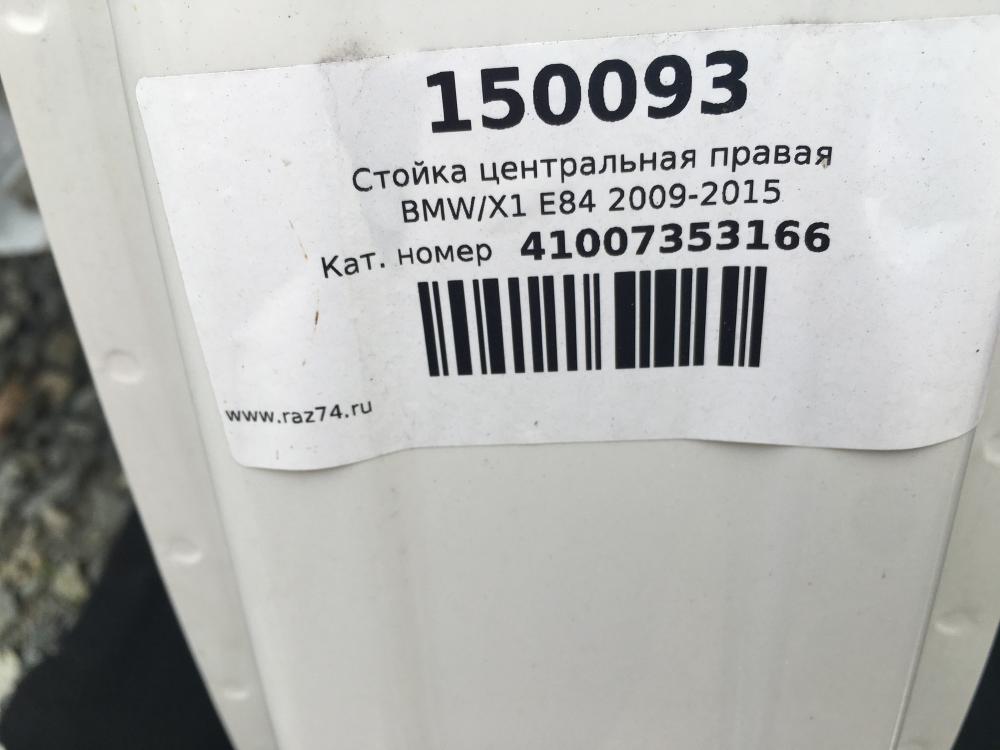 150093
Стойка центральная правая
BMW/X1 E84 2009-2015
Кат. номер 41007353166
www.raz74.ru